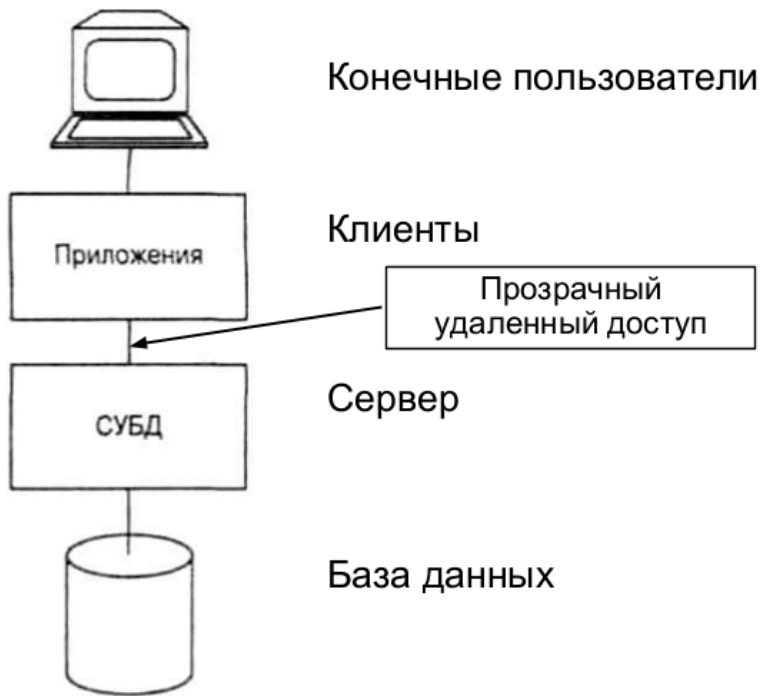 Конечные пользователи
Приложения
Клиенты
Прозрачный
удаленный доступ
СУБД
Сервер
База данных